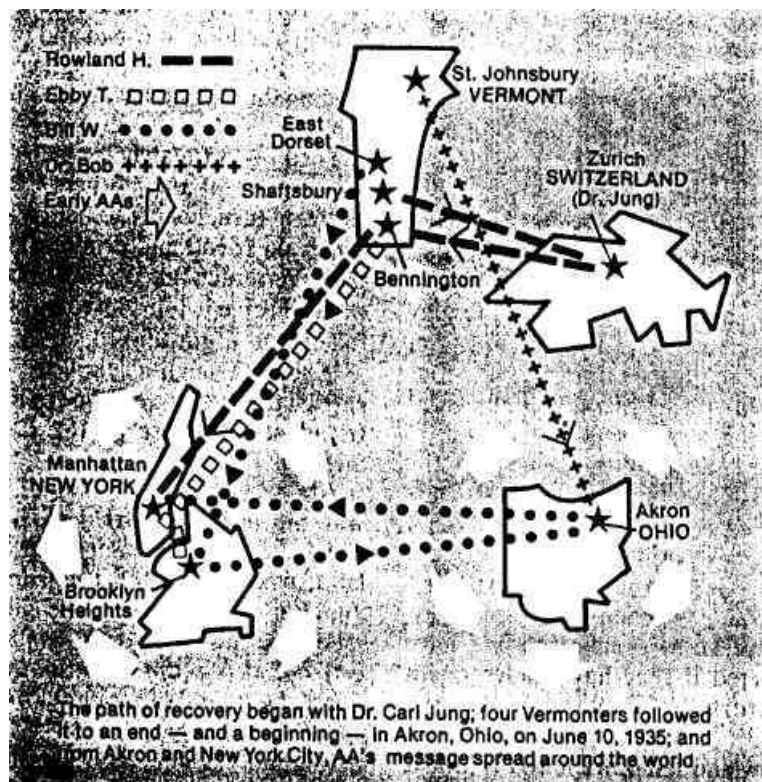 Rowland H.
Ebby T.
Bill W.
Dr. Bob
Early AAs
St. Johnsbury
VERMONT
East
Dorset
Shaftsbury
Bennington
Zurich
SWITZERLAND
(Dr. Jung)
Manhattan
NEW YORK
Brooklyn
Heights
Akron
OHIO
The path of recovery began with Dr. Carl Jung; four Vermonters followed
it to an end — and a beginning — in Akron, Ohio, on June 10, 1935; and
from Akron and New York City, AA's message spread around the world.